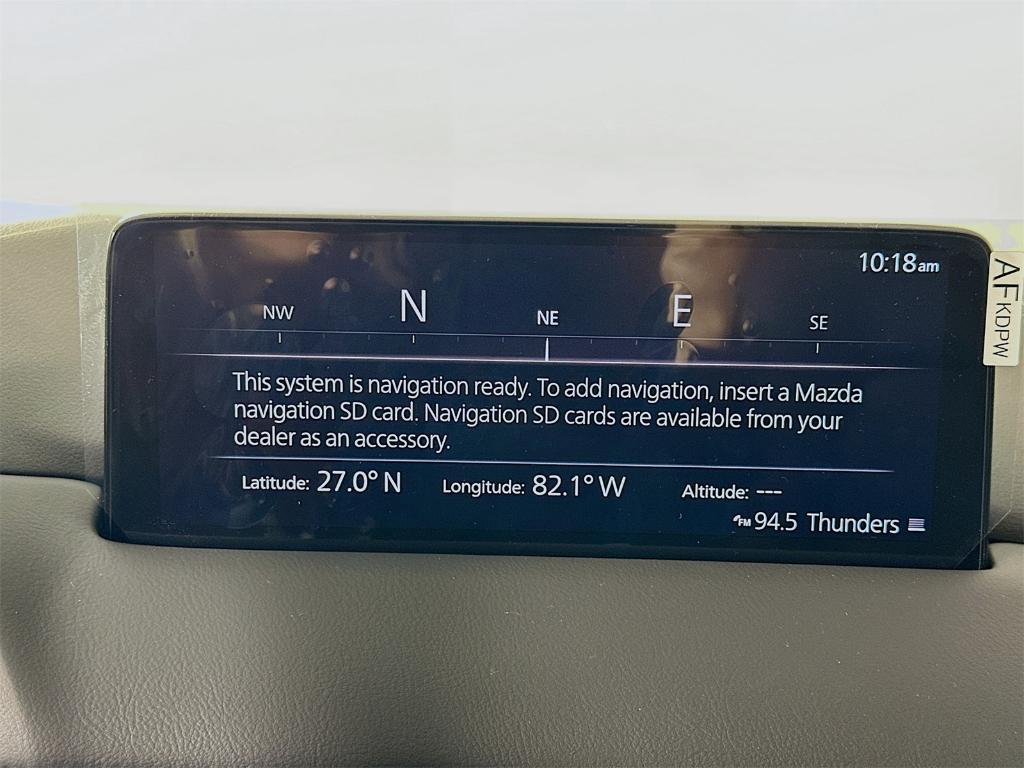 10:18am
NW N NE E SE
This system is navigation ready. To add navigation, insert a Mazda
navigation SD card. Navigation SD cards are available from your
dealer as an accessory.
Latitude: 27.0° N Longitude: 82.1° W Altitude: ---
FM 94.5 Thunders
AF KDPW